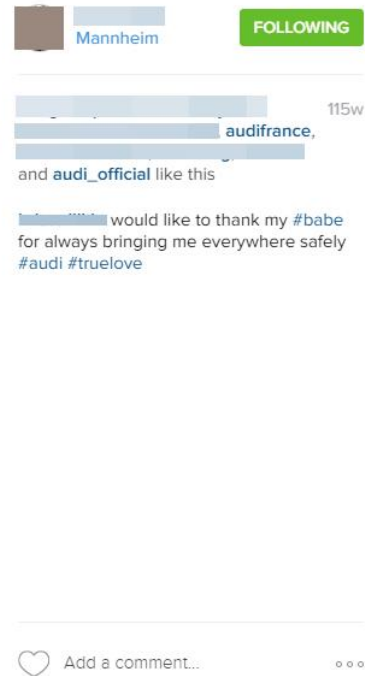 FOLLOWING
Mannheim
115w
audifrance,
and audi_official like this
would like to thank my #babe
for always bringing me everywhere safely
#audi #truelove
Add a comment...